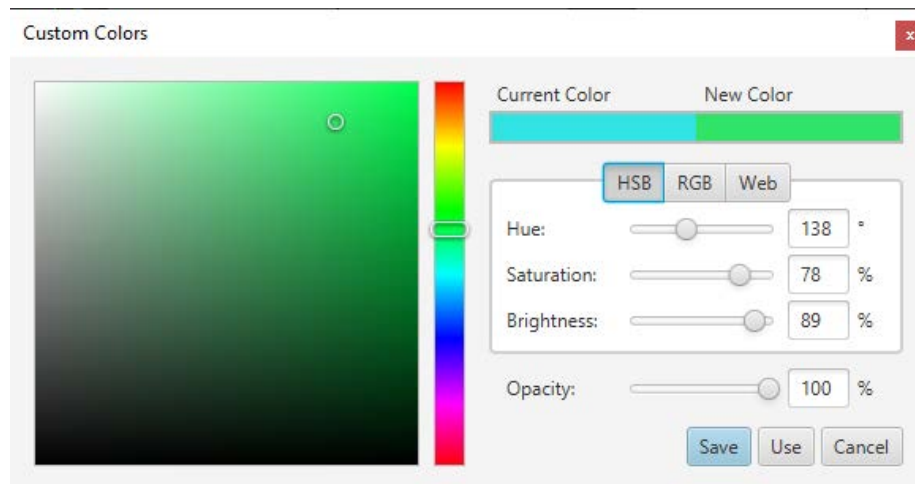 Custom Colors
x
Current Color New Color
HSB RGB Web
Hue: 138 °
Saturation: 78 %
Brightness: 89 %
Opacity: 100 %
Save Use Cancel